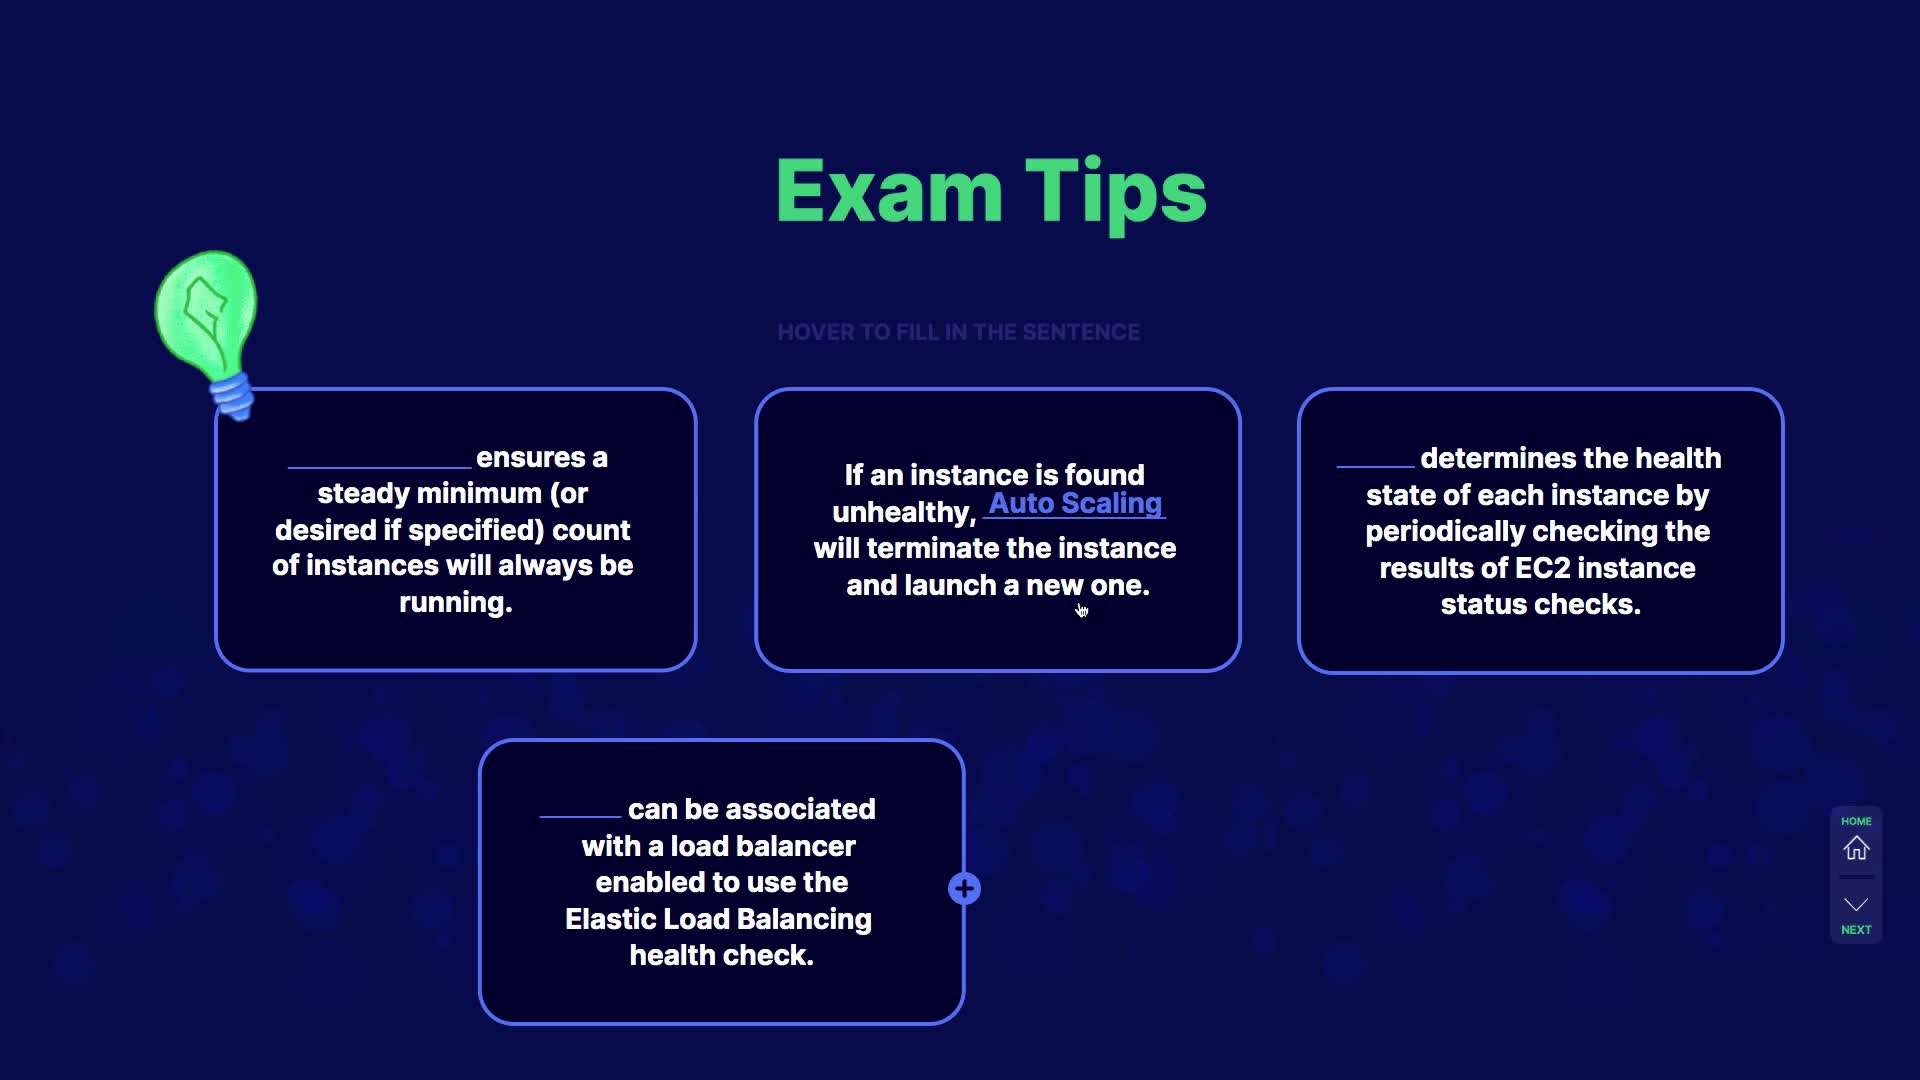 Exam Tips
HOVER TO FILL IN THE SENTENCE
ensures a
steady minimum (or
desired if specified) count
of instances will always be
running.
If an instance is found
unhealthy, Auto Scaling
will terminate the instance
and launch a new one.
determines the health
state of each instance by
periodically checking the
results of EC2 instance
status checks.
can be associated
with a load balancer
enabled to use the
Elastic Load Balancing
health check.
HOME
NEXT